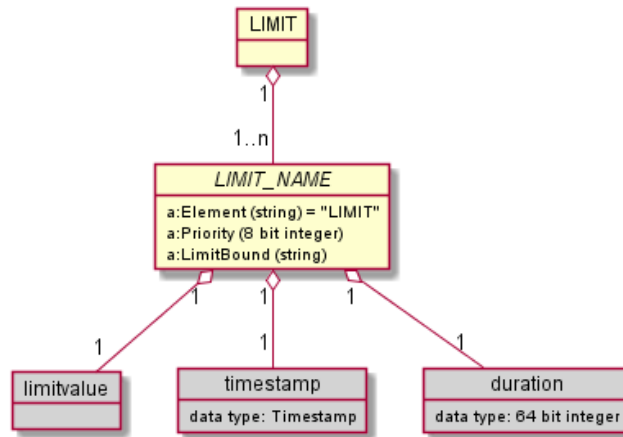 LIMIT
1
1..n
LIMIT_NAME
a:Element (string) = "LIMIT"
a:Priority (8 bit integer)
a:LimitBound (string)
1 1 1
1 1 1
limitvalue
timestamp
data type: Timestamp
duration
data type: 64 bit integer